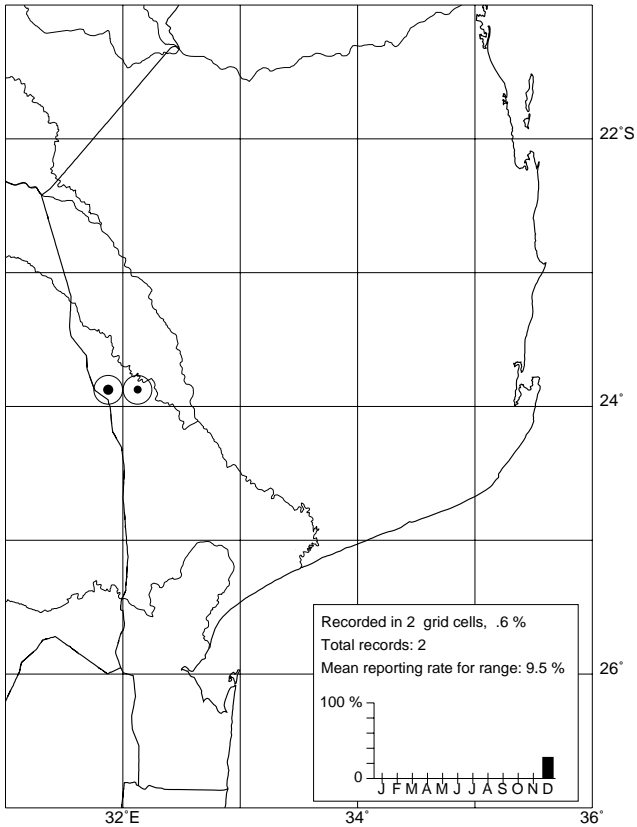 22˚S
24˚
Recorded in 2 grid cells, .6 %
Total records: 2
Mean reporting rate for range: 9.5 %
26˚
100 %
0
J F M A M J J A S O N D
32˚E
34˚
36˚